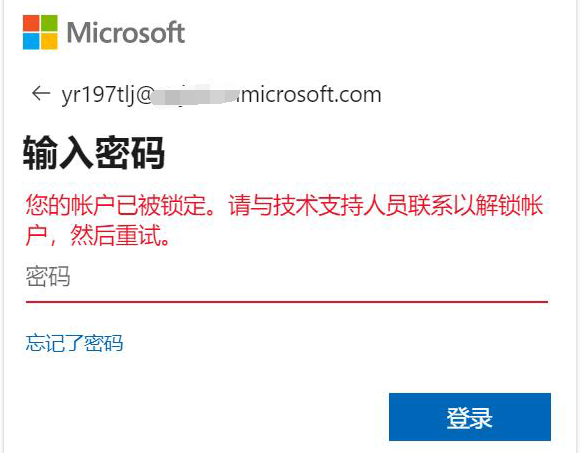 Microsoft
← yr197tlj@microsoft.com
输入密码
您的帐户已被锁定。请与技术支持人员联系以解锁帐
户，然后重试。
密码
忘记了密码
登录